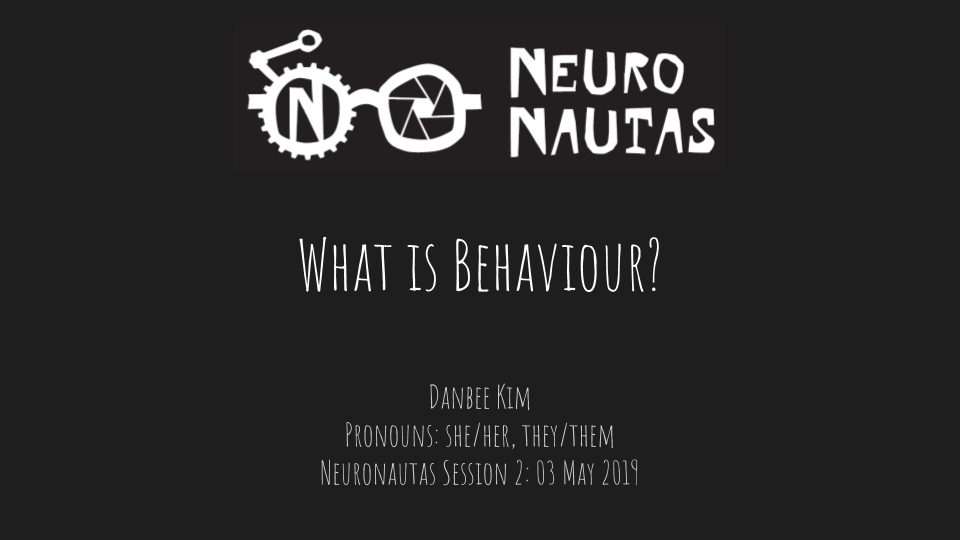 N
NEURO
NAUTAS
WHAT IS BEHAVIOUR?
DANBEE KIM
PRONOUNS: SHE/HER, THEY/THEM
NEURONAUTAS SESSION 2: 03 MAY 2019